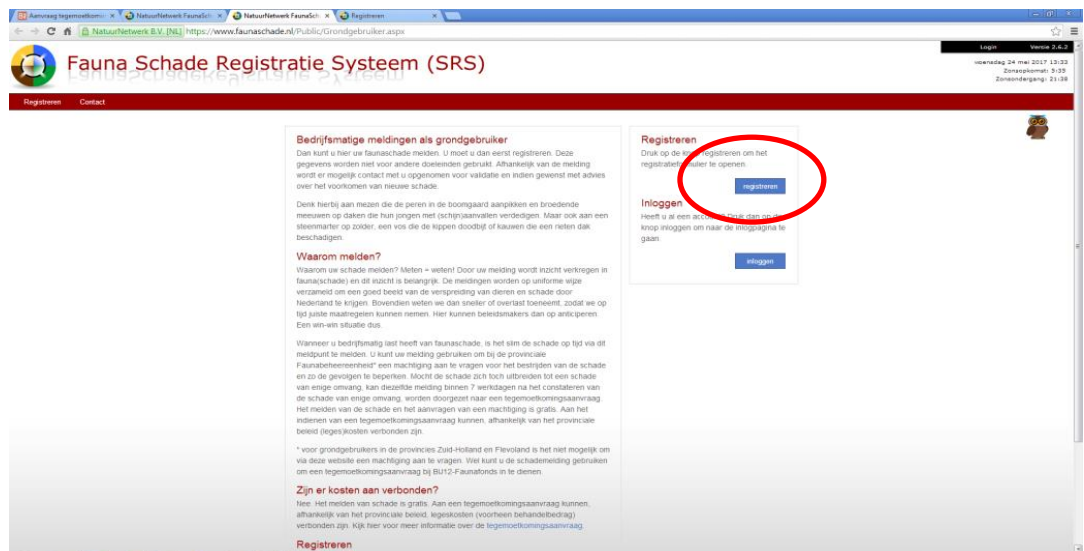 Aanvraag tegemoetkomin
NatuurNetwerk FaunaSch
NatuurNetwerk FaunaSch
Registreren
NatuurNetwerk B.V. [NL]
https://www.faunaschade.nl/Public/Grondgebruiker.aspx
Login
Versie 2.6.2
Fauna Schade Registratie Systeem (SRS)
woensdag 24 mei 2017 13:33
Zonsopkomst: 5:35
Zonsondergang: 21:38
Registreren
Contact
Bedrijfsmatige meldingen als grondgebruiker
Dan kunt u hier uw faunaschade melden. U moet u dan eerst registreren. Deze
gegevens worden niet voor andere doeleinden gebruikt. Afhankelijk van de melding
wordt er mogelijk contact met u opgenomen voor validatie en indien gewenst met advies
over het voorkomen van nieuwe schade.
Denk hierbij aan mezen die de peren in de boomgaard aanpikken en broedende
meeuwen op daken die hun jongen met (schijn)aanvallen verdedigen. Maar ook aan een
steenmarter op zolder, een vos die de kippen doodbijt of kauwen die een rieten dak
beschadigen.
Waarom melden?
Waarom uw schade melden? Meten = weten! Door uw melding wordt inzicht verkregen in
fauna(schade) en dit inzicht is belangrijk. De meldingen worden op uniforme wijze
verzameld om een goed beeld van de verspreiding van dieren en schade door
Nederland te krijgen. Bovendien weten we dan sneller of overlast toeneemt, zodat we op
tijd juiste maatregelen kunnen nemen. Hier kunnen beleidsmakers dan op anticiperen.
Een win-win situatie dus.
Wanneer u bedrijfsmatig last heeft van faunaschade, is het slim de schade op tijd via dit
meldpunt te melden. U kunt uw melding gebruiken om bij de provinciale
Faunabeheereenheid* een machtiging aan te vragen voor het bestrijden van de schade
en zo de gevolgen te beperken. Mocht de schade zich toch uitbreiden tot een schade
van enige omvang, kan diezelfde melding binnen 7 werkdagen na het constateren van
de schade van enige omvang, worden doorgezet naar een tegemoetkomingsaanvraag.
Het melden van de schade en het aanvragen van een machtiging is gratis. Aan het
indienen van een tegemoetkomingsaanvraag kunnen, afhankelijk van het provinciale
beleid (leges)kosten verbonden zijn.
* voor grondgebruikers in de provincies Zuid-Holland en Flevoland is het niet mogelijk om
via deze website een machtiging aan te vragen. Wel kunt u de schademelding gebruiken
om een tegemoetkomingsaanvraag bij BIJ12-Faunafonds in te dienen.
Zijn er kosten aan verbonden?
Nee. Het melden van schade is gratis. Aan een tegemoetkomingsaanvraag kunnen,
afhankelijk van het provinciale beleid, legeskosten (voorheen behandelbedrag)
verbonden zijn. Kijk hier voor meer informatie over de tegemoetkomingsaanvraag.
Registreren
Registreren
Druk op de knop registreren om het
registratieformulier te openen.
registreren
Inloggen
Heeft u al een account? Druk dan op de
knop inloggen om naar de inlogpagina te
gaan.
inloggen